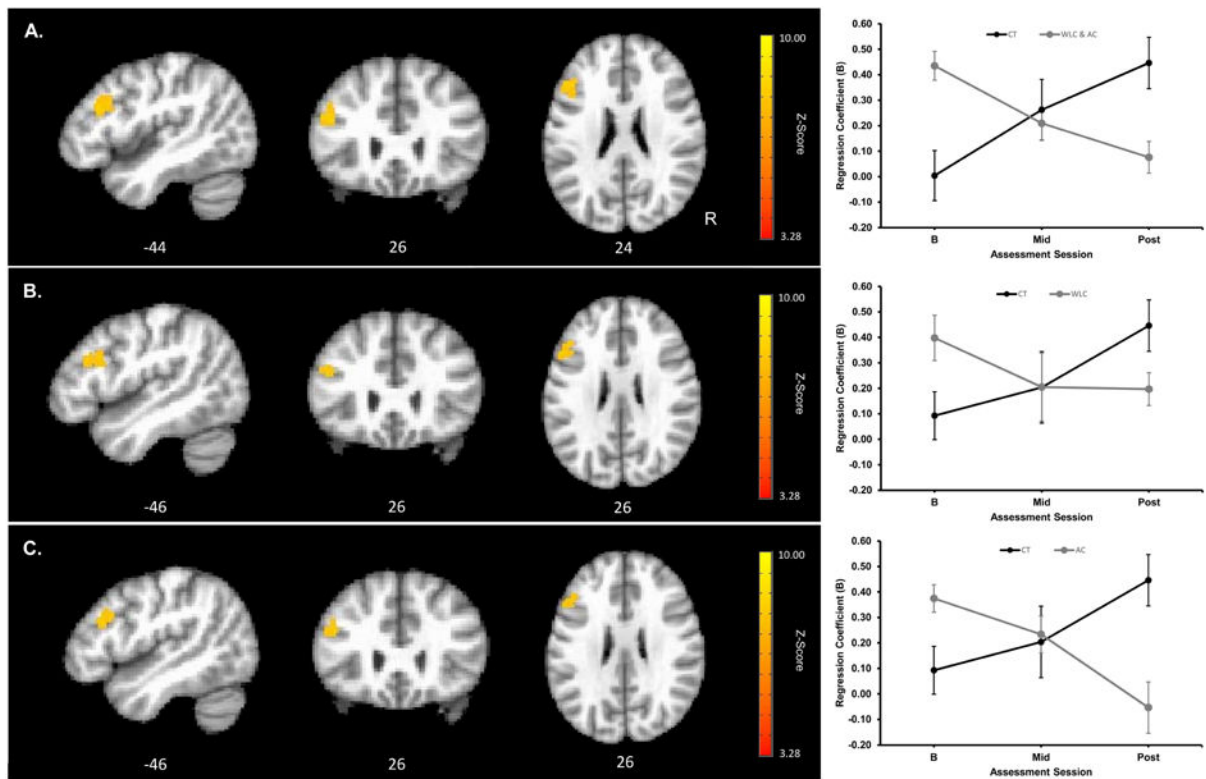 A.
10.00
Z-Score
3.28
R
-44
26
24
0.60
0.50
0.40
0.30
0.20
0.10
0.00
-0.10
-0.20
Regression Coefficient (B)
CT
WLC & AC
B
Mid
Post
Assessment Session
B.
10.00
Z-Score
3.28
-46
26
26
0.60
0.50
0.40
0.30
0.20
0.10
0.00
-0.10
-0.20
Regression Coefficient (B)
CT
WLC
B
Mid
Post
Assessment Session
C.
10.00
Z-Score
3.28
-46
26
26
0.60
0.50
0.40
0.30
0.20
0.10
0.00
-0.10
-0.20
Regression Coefficient (B)
CT
AC
B
Mid
Post
Assessment Session